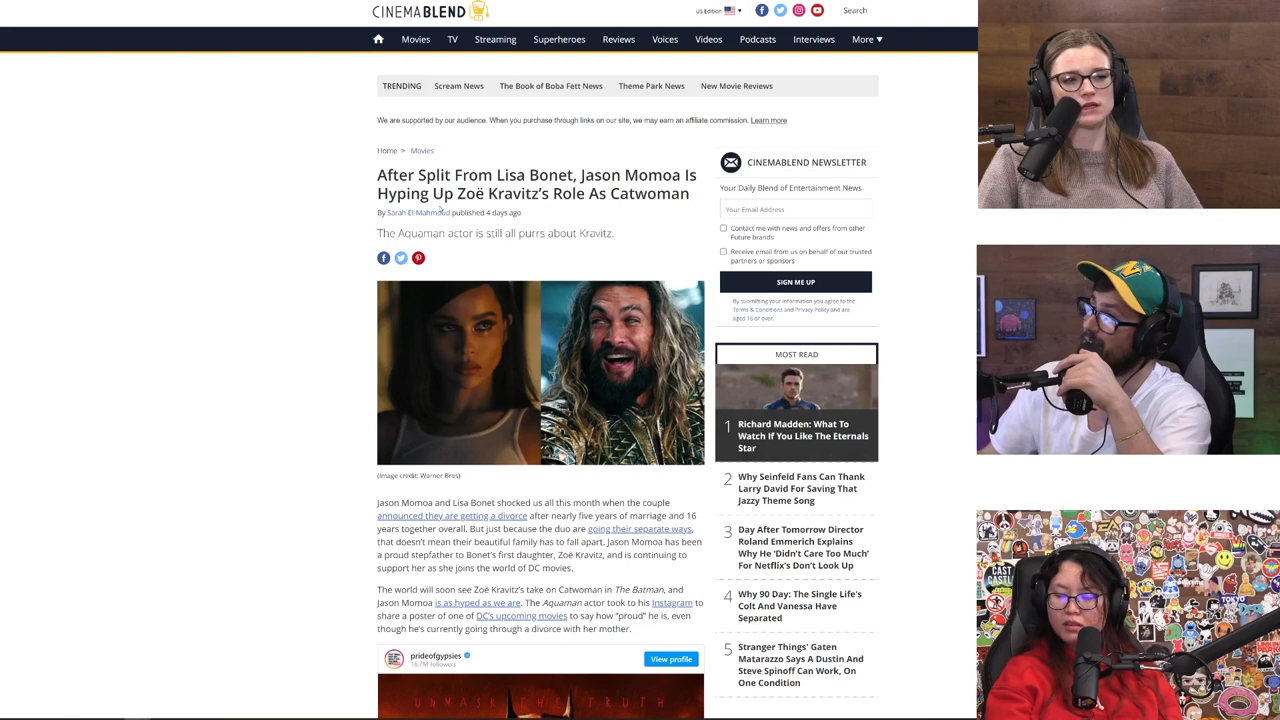 CINEMABLEND
US Edition
Search
Movies TV Streaming Superheroes Reviews Voices Videos Podcasts Interviews More
TRENDING Scream News The Book of Boba Fett News Theme Park News New Movie Reviews
We are supported by our audience. When you purchase through links on our site, we may earn an affiliate commission. Learn more
Home > Movies
After Split From Lisa Bonet, Jason Momoa Is
Hyping Up Zoë Kravitz's Role As Catwoman
By Sarah El-Mahmoud published 4 days ago
The Aquaman actor is still all purrs about Kravitz.
(Image credit: Warner Bros)
Jason Momoa and Lisa Bonet shocked us all this month when the couple
announced they are getting a divorce after nearly five years of marriage and 16
years together overall. But just because the duo are going their separate ways,
that doesn't mean their beautiful family has to fall apart. Jason Momoa has been
a proud stepfather to Bonet's first daughter, Zoë Kravitz, and is continuing to
support her as she joins the world of DC movies.
The world will soon see Zoë Kravitz's take on Catwoman in The Batman, and
Jason Momoa is as hyped as we are. The Aquaman actor took to his Instagram to
share a poster of one of DC's upcoming movies to say how "proud" he is, even
though he's currently going through a divorce with her mother.
prideofgypsies
16.7M followers
View profile
UNMASK THE TRUTH
CINEMABLEND NEWSLETTER
Your Daily Blend of Entertainment News
Your Email Address
Contact me with news and offers from other
Future brands
Receive email from us on behalf of our trusted
partners or sponsors
SIGN ME UP
By submitting your information you agree to the
Terms & Conditions and Privacy Policy and are
aged 16 or over.
MOST READ
1 Richard Madden: What To
Watch If You Like The Eternals
Star
2 Why Seinfeld Fans Can Thank
Larry David For Saving That
Jazzy Theme Song
3 Day After Tomorrow Director
Roland Emmerich Explains
Why He 'Didn't Care Too Much'
For Netflix's Don't Look Up
4 Why 90 Day: The Single Life's
Colt And Vanessa Have
Separated
5 Stranger Things' Gaten
Matarazzo Says A Dustin And
Steve Spinoff Can Work, On
One Condition
CAST
CASTLE
TOKYO